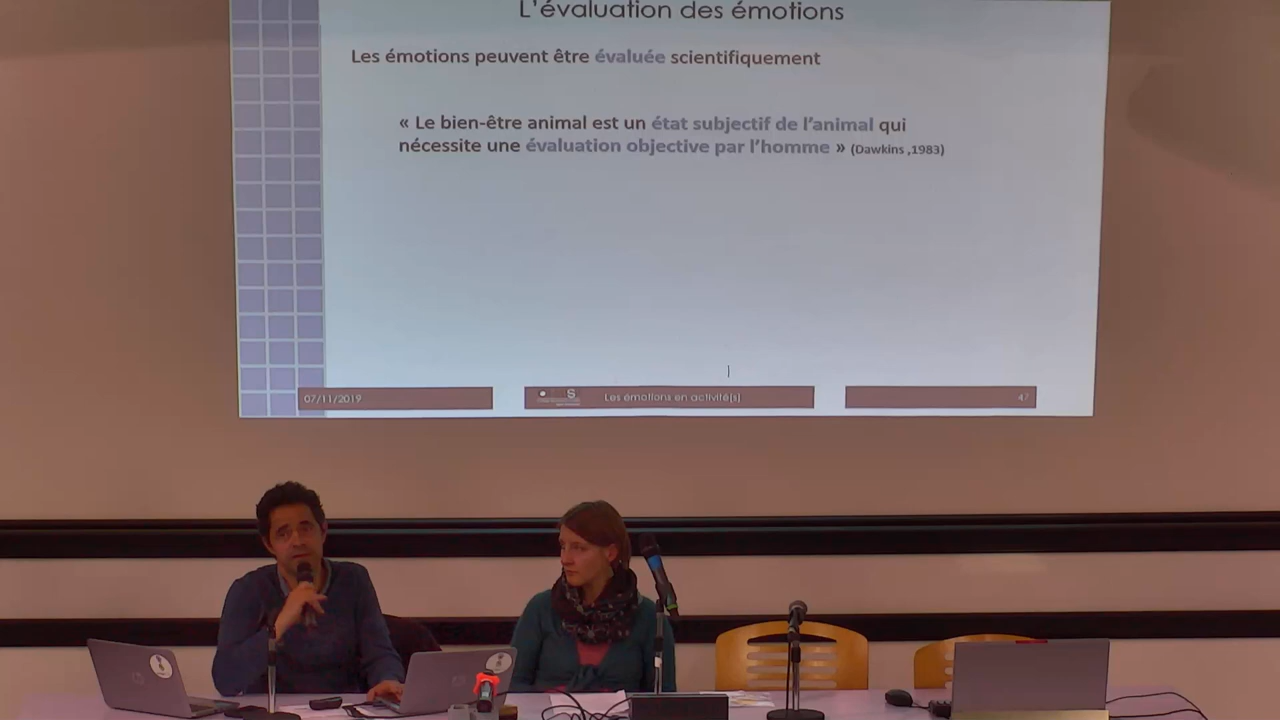 L'évaluation des émotions
Les émotions peuvent être évaluée scientifiquement
« Le bien-être animal est un état subjectif de l'animal qui
nécessite une évaluation objective par l'homme » (Dawkins ,1983)
07/11/2019
S
Les émotions en activité(s)
47